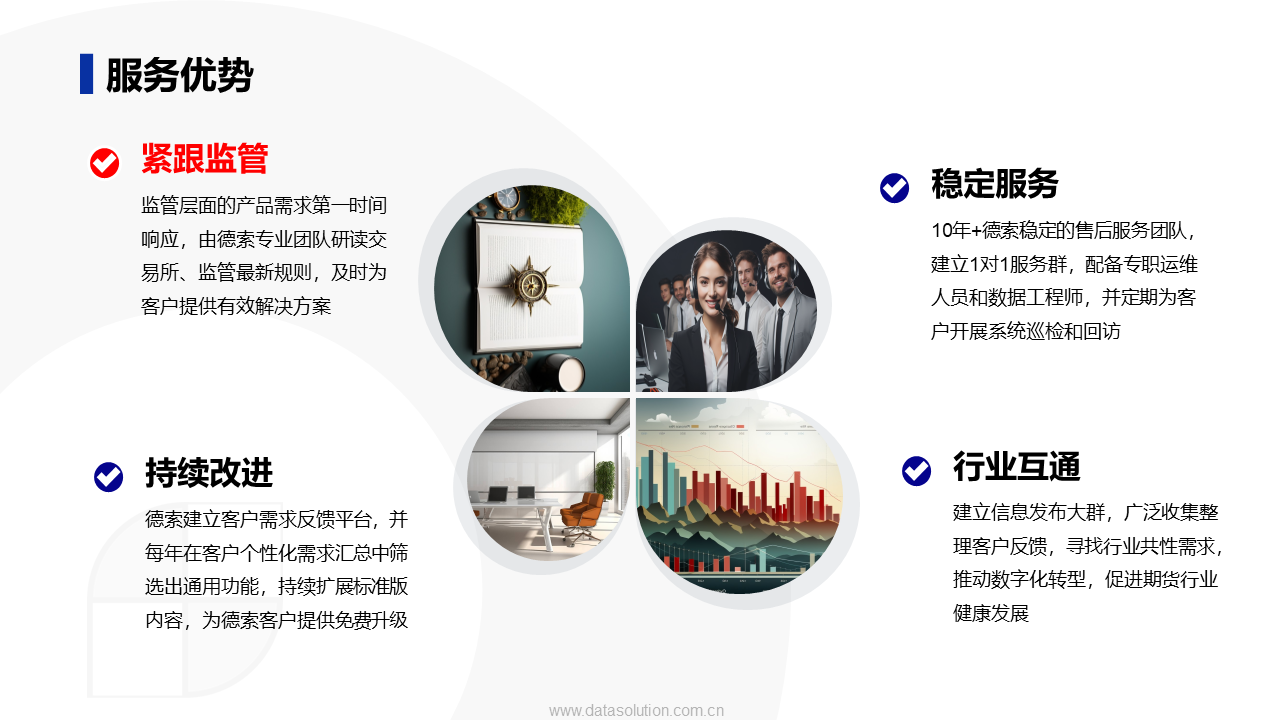 服务优势
紧跟监管
监管层面的产品需求第一时间
响应，由德索专业团队研读交
易所、监管最新规则，及时为
客户提供有效解决方案
稳定服务
10年+德索稳定的售后服务团队，
建立1对1服务群，配备专职运维
人员和数据工程师，并定期为客
户开展系统巡检和回访
持续改进
德索建立客户需求反馈平台，并
每年在客户个性化需求汇总中筛
选出通用功能，持续扩展标准版
内容，为德索客户提供免费升级
行业互通
建立信息发布大群，广泛收集整
理客户反馈，寻找行业共性需求，
推动数字化转型，促进期货行业
健康发展
www.datasolution.com.cn